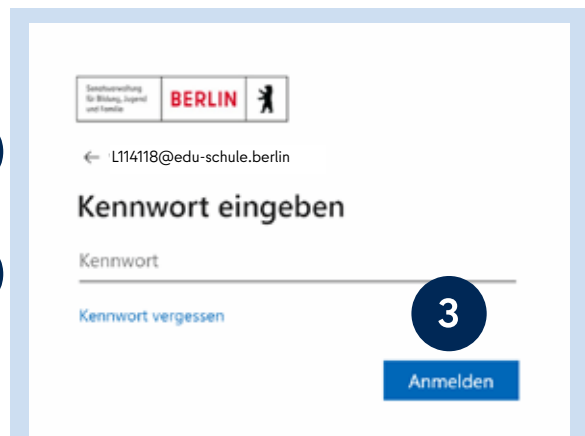 Senatsverwaltung
für Bildung, Jugend
und Familie
BERLIN
L114118@edu-schule.berlin
Kennwort eingeben
Kennwort
Kennwort vergessen
3
Anmelden